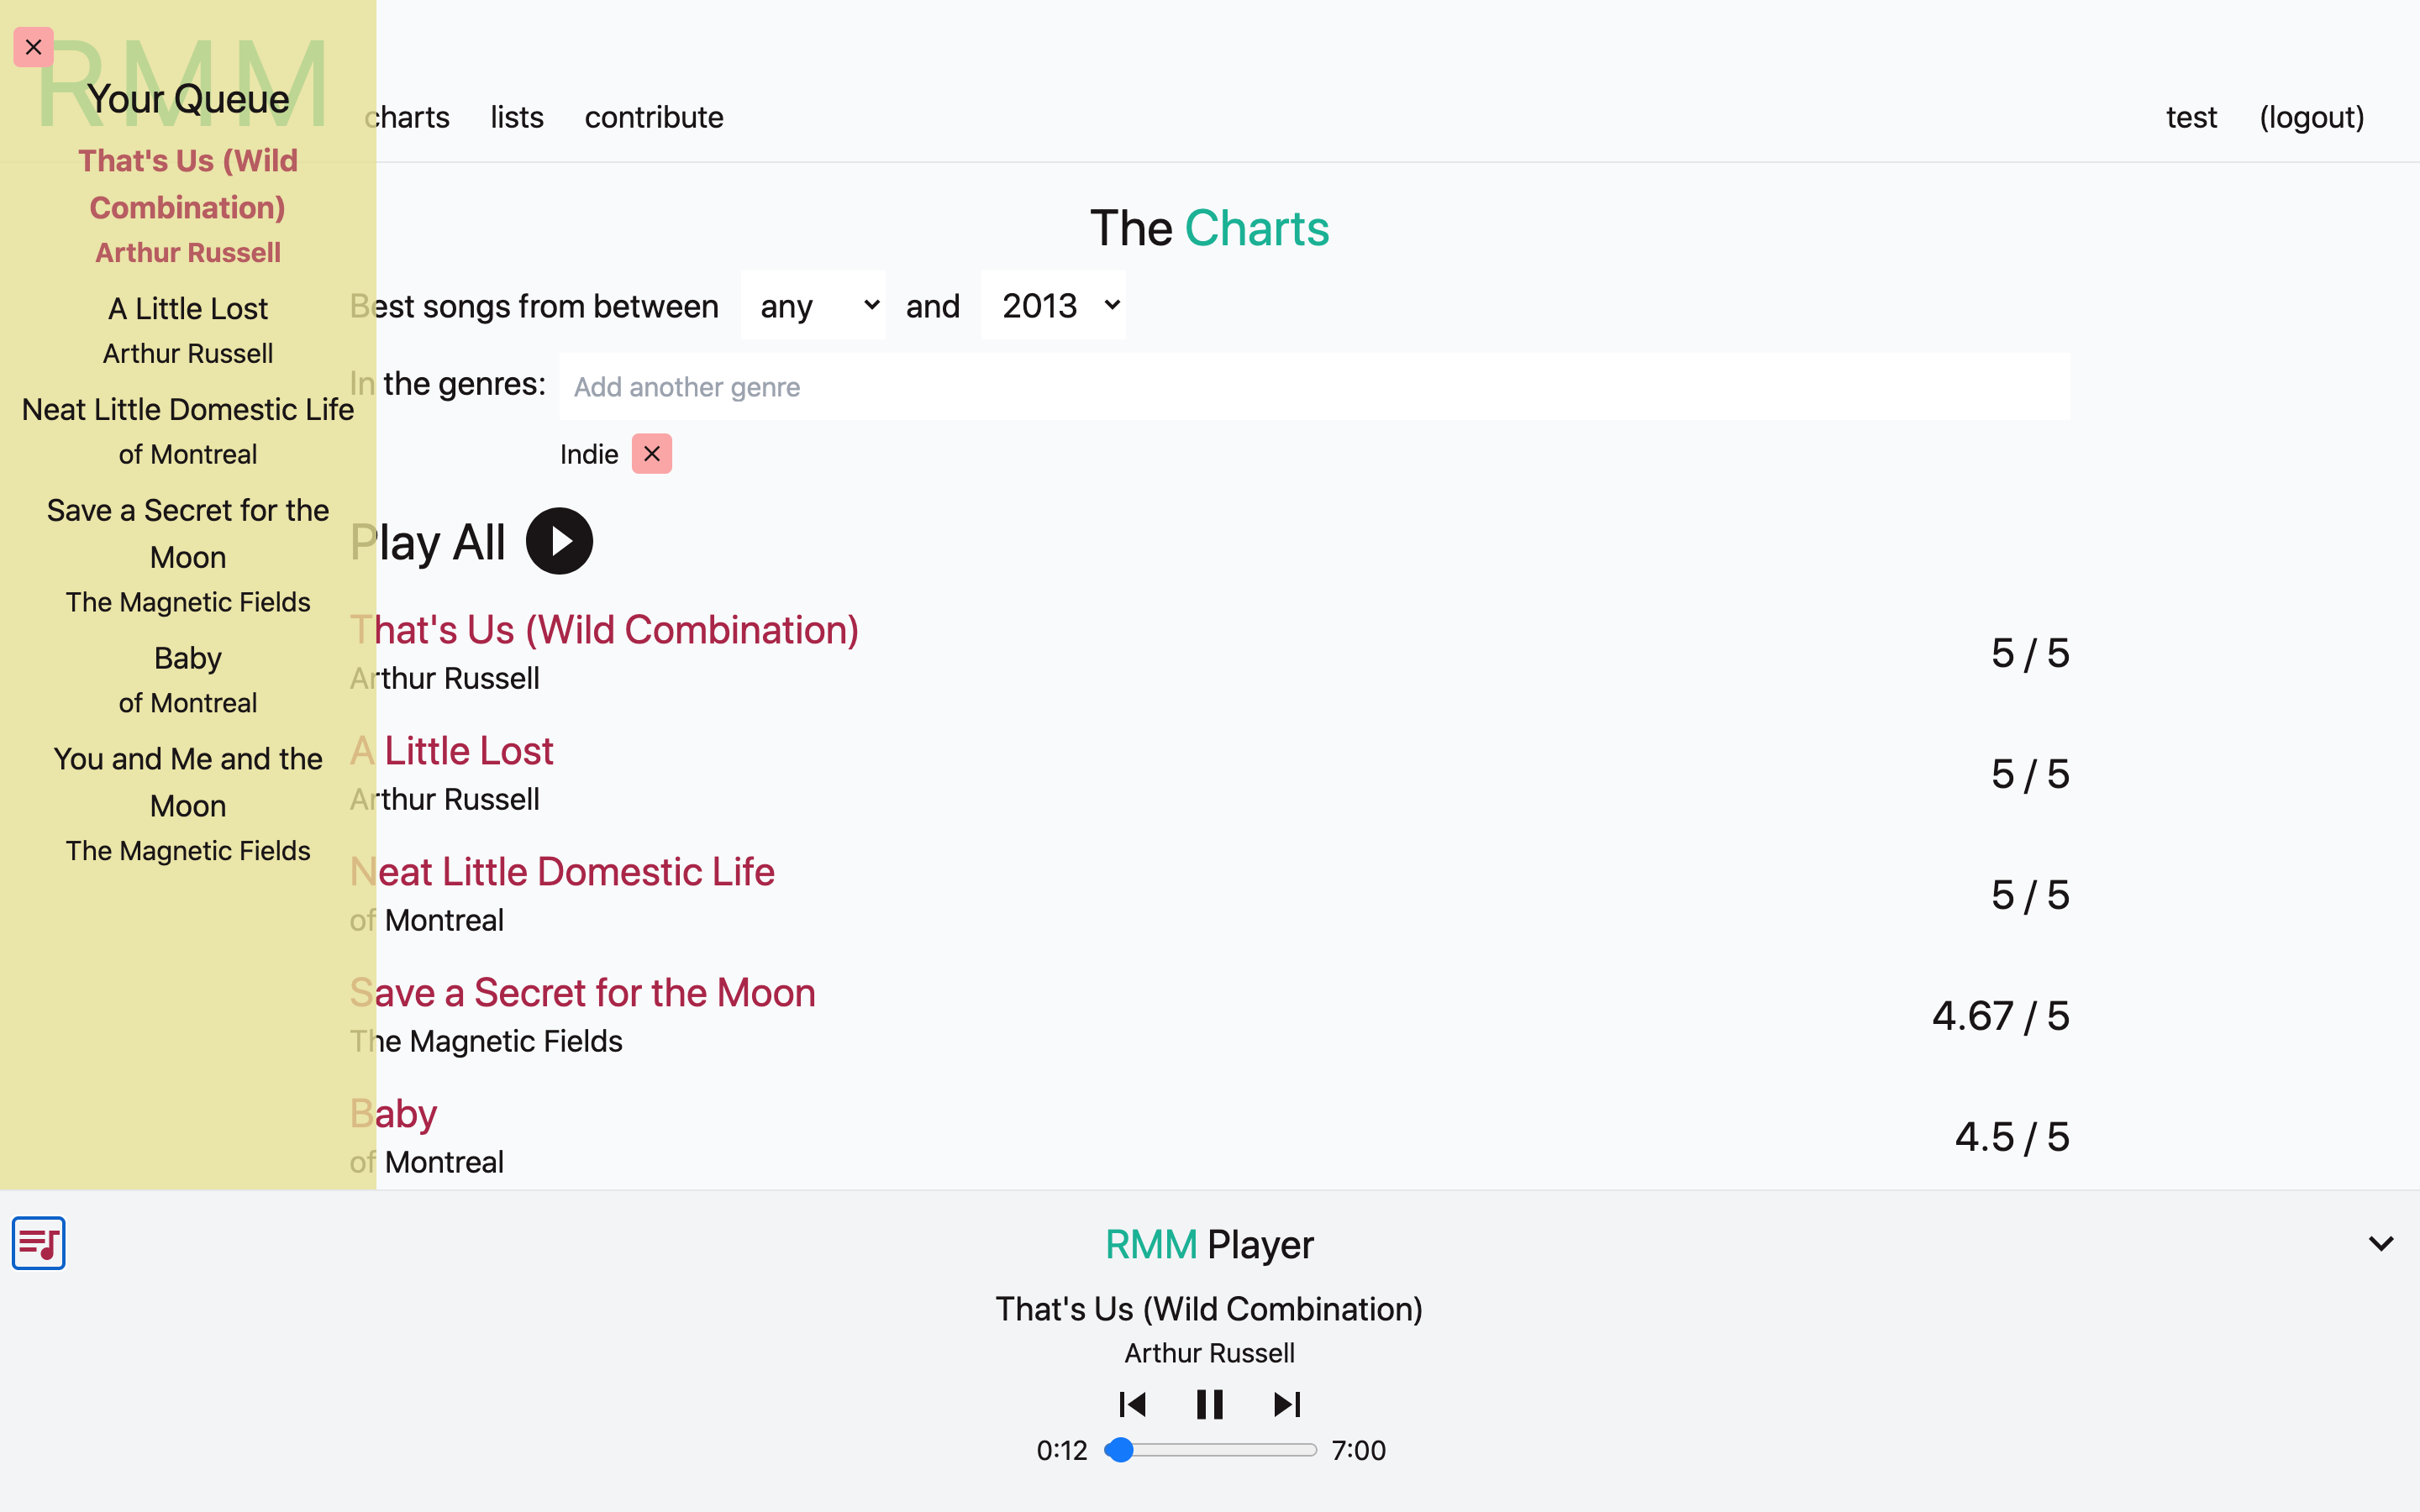 RMM
Your Queue
That's Us (Wild
Combination)
Arthur Russell
A Little Lost
Arthur Russell
Neat Little Domestic Life
of Montreal
Save a Secret for the
Moon
The Magnetic Fields
Baby
of Montreal
You and Me and the
Moon
The Magnetic Fields
charts lists contribute
test (logout)
The Charts
Best songs from between any and 2013
In the genres: Add another genre
Indie
Play All
That's Us (Wild Combination)
Arthur Russell
5 / 5
A Little Lost
Arthur Russell
5 / 5
Neat Little Domestic Life
of Montreal
5 / 5
Save a Secret for the Moon
The Magnetic Fields
4.67 / 5
Baby
of Montreal
4.5 / 5
RMM Player
That's Us (Wild Combination)
Arthur Russell
0:12 7:00